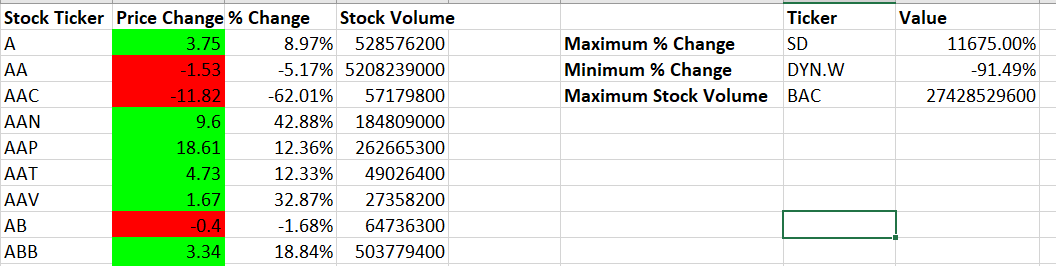 Stock Ticker Price Change % Change Stock Volume Ticker Value
A 3.75 8.97% 528576200 Maximum % Change SD 11675.00%
AA -1.53 -5.17% 5208239000 Minimum % Change DYN.W -91.49%
AAC -11.82 -62.01% 57179800 Maximum Stock Volume BAC 27428529600
AAN 9.6 42.88% 184809000
AAP 18.61 12.36% 262665300
AAT 4.73 12.33% 49026400
AAV 1.67 32.87% 27358200
AB -0.4 -1.68% 64736300
ABB 3.34 18.84% 503779400